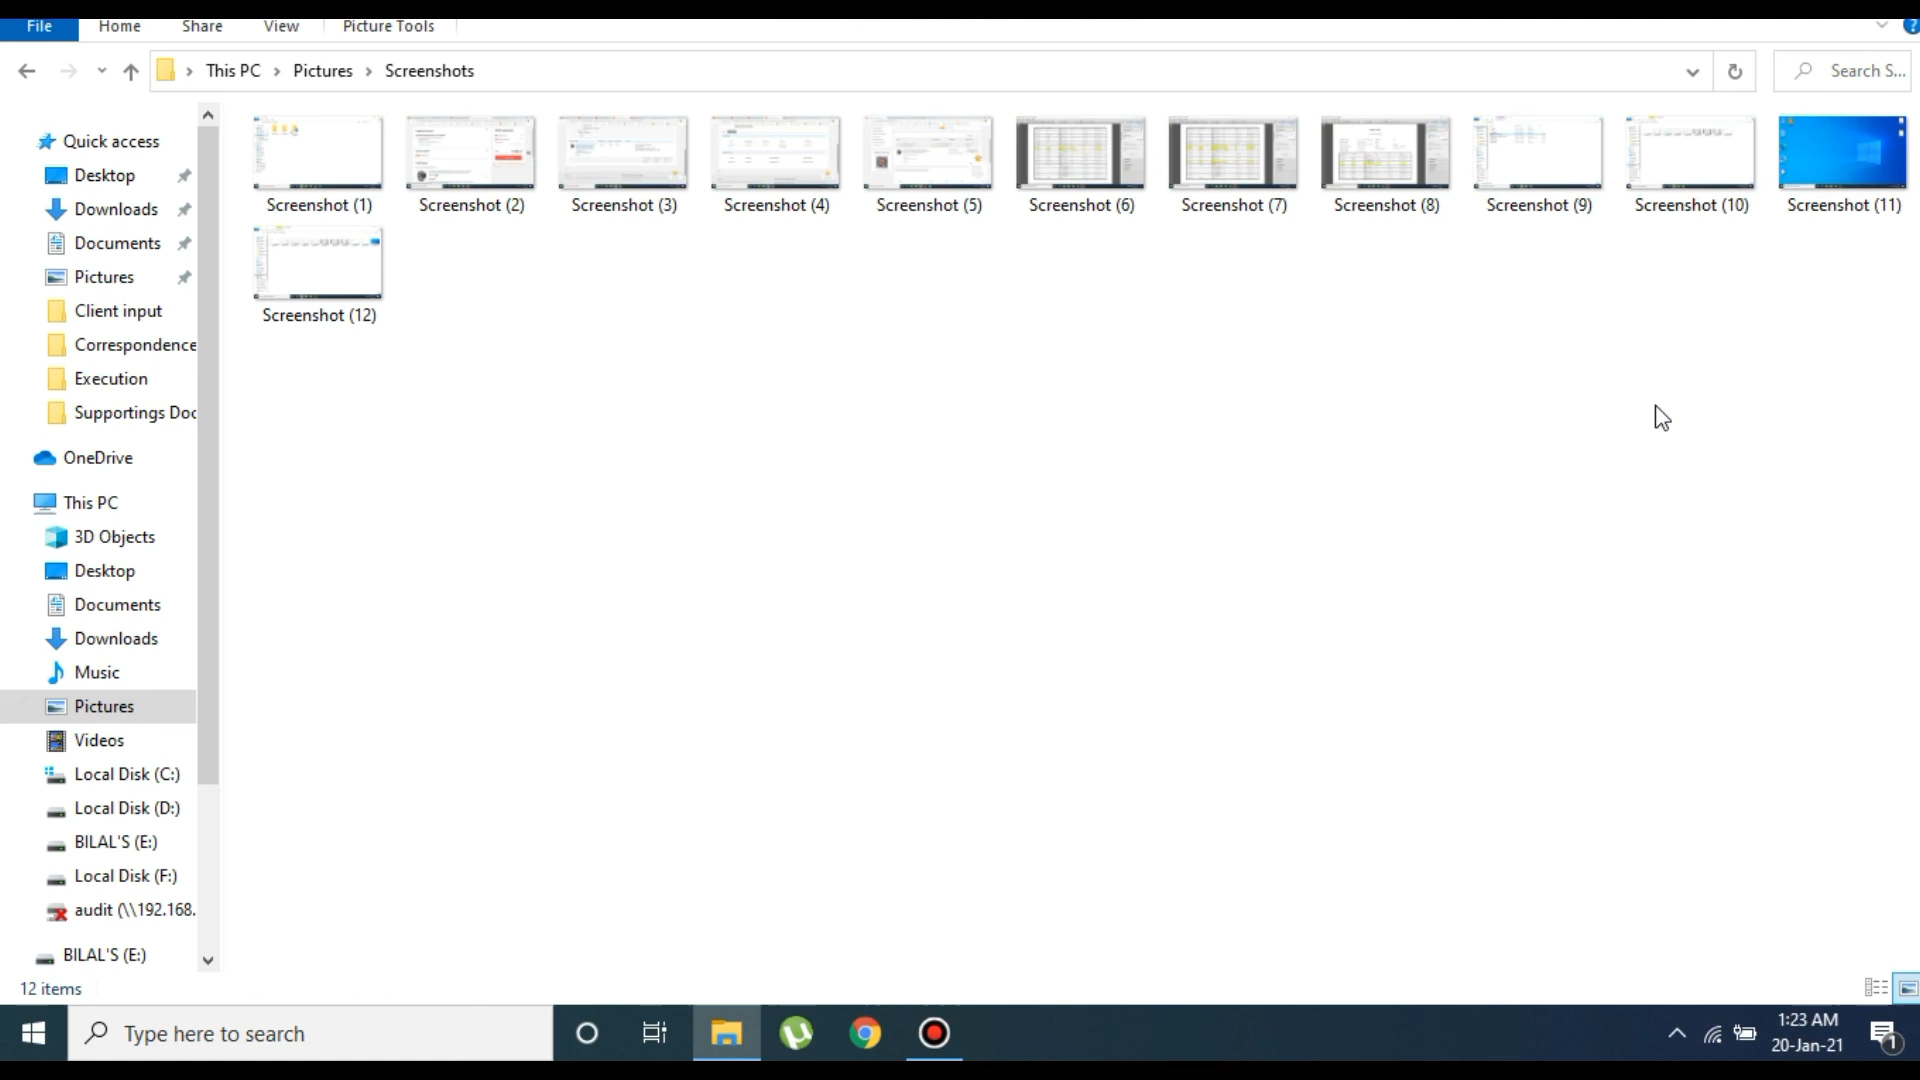 File Home Share View Picture Tools
This PC Pictures Screenshots
Search S...
Quick access
Desktop
Downloads
Documents
Pictures
Client input
Correspondence
Execution
Supportings Doc
OneDrive
This PC
3D Objects
Desktop
Documents
Downloads
Music
Pictures
Videos
Local Disk (C:)
Local Disk (D:)
BILAL'S (E:)
Local Disk (F:)
audit (\\192.168.
BILAL'S (E:)
Screenshot (1) Screenshot (2) Screenshot (3) Screenshot (4) Screenshot (5) Screenshot (6) Screenshot (7) Screenshot (8) Screenshot (9) Screenshot (10) Screenshot (11)
Screenshot (12)
12 items
Type here to search
1:23 AM
20-Jan-21
1